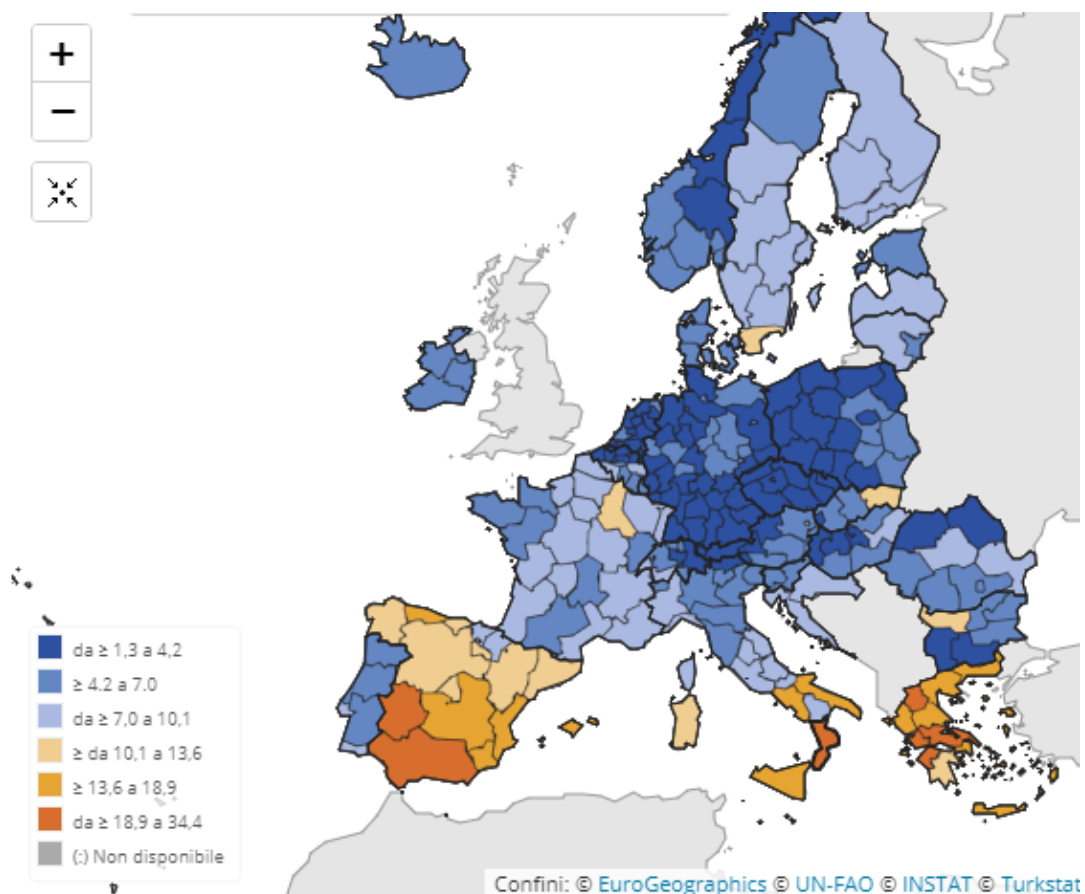 +
−
da ≥ 1,3 a 4,2
≥ 4.2 a 7.0
da ≥ 7,0 a 10,1
≥ da 10,1 a 13,6
≥ 13,6 a 18,9
da ≥ 18,9 a 34,4
(:) Non disponibile
Confini: © EuroGeographics © UN-FAO © INSTAT © Turkstat